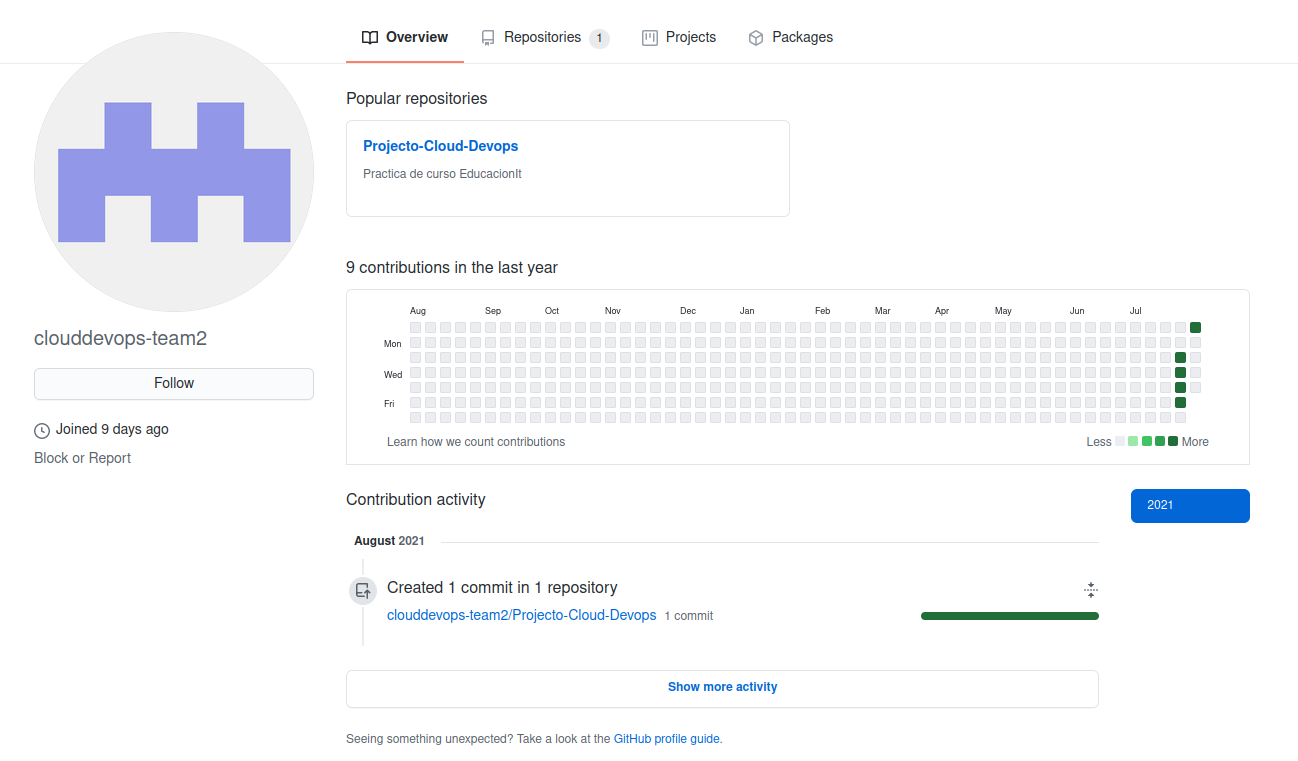 Overview Repositories 1 Projects Packages
clouddevops-team2
Follow
Joined 9 days ago
Block or Report
Popular repositories
Projecto-Cloud-Devops
Practica de curso EducacionIt
9 contributions in the last year
Aug Sep Oct Nov Dec Jan Feb Mar Apr May Jun Jul
Mon
Wed
Fri
Learn how we count contributions
Less More
Contribution activity
2021
August 2021
Created 1 commit in 1 repository
clouddevops-team2/Projecto-Cloud-Devops 1 commit
Show more activity
Seeing something unexpected? Take a look at the GitHub profile guide.